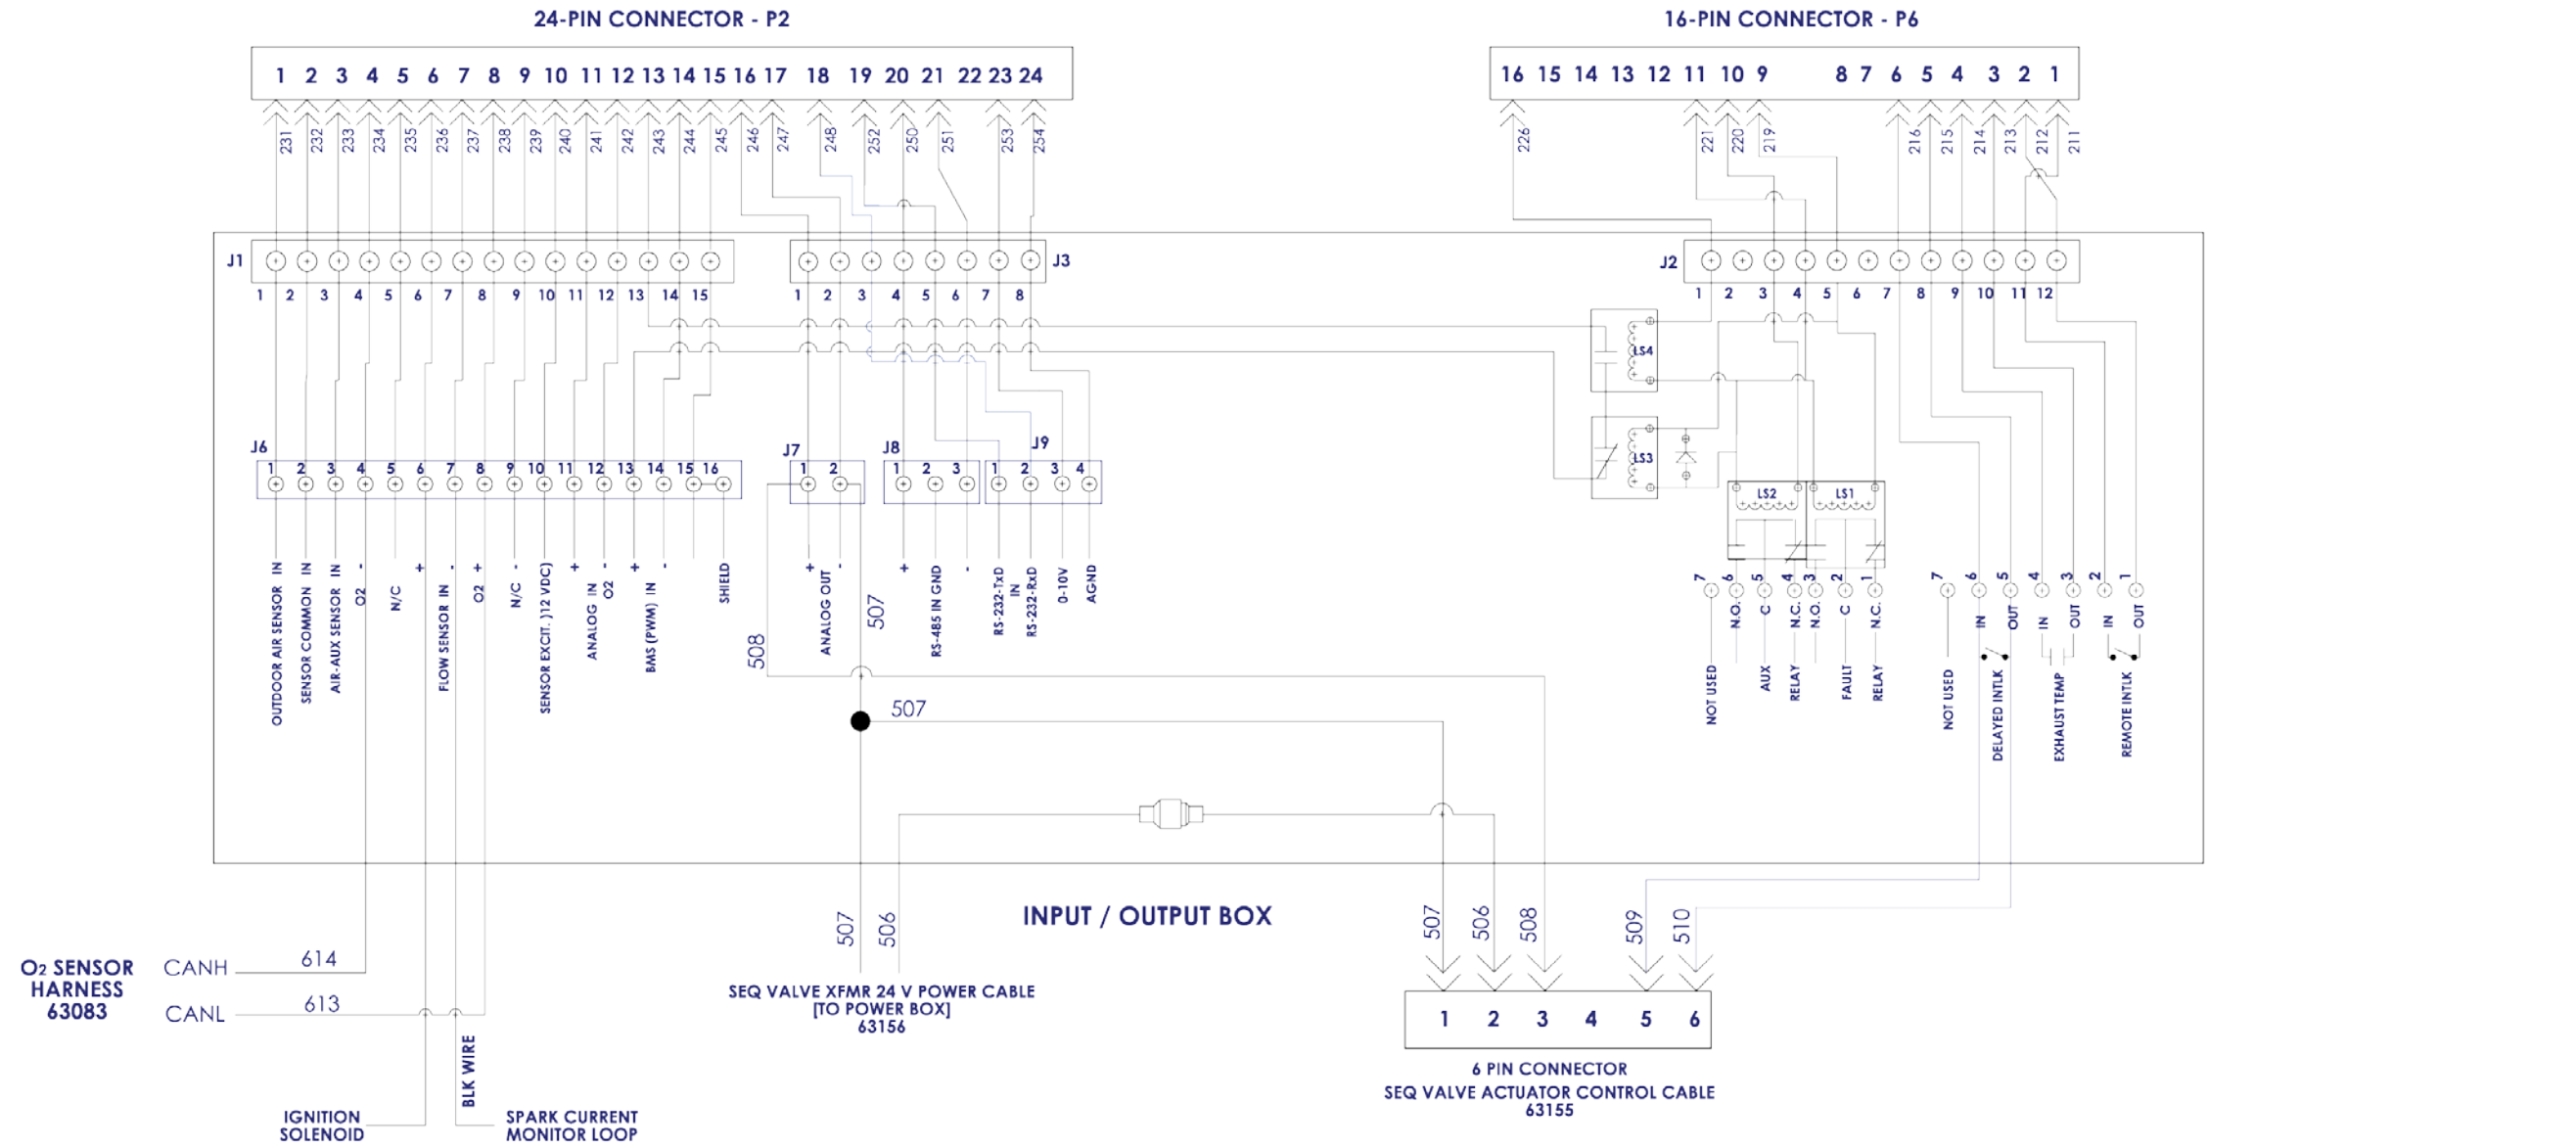 24-PIN CONNECTOR - P2
16-PIN CONNECTOR - P6
1 2 3 4 5 6 7 8 9 10 11 12 13 14 15 16 17 18 19 20 21 22 23 24
16 15 14 13 12 11 10 9 8 7 6 5 4 3 2 1
231 232 233 234 235 236 237 238 239 240 241 242 243 244 245 246 247 248 252 250 251 253 254
226 221 220 219 216 215 214 213 212 211
J1
J3
J2
1 2 3 4 5 6 7 8 9 10 11 12 13 14 15
1 2 3 4 5 6 7 8
1 2 3 4 5 6 7 8 9 10 11 12
LS4
LS3
LS2
LS1
J6
J7
J8
J9
1 2 3 4 5 6 7 8 9 10 11 12 13 14 15 16
1 2
1 2 3
1 2 3 4
OUTDOOR AIR SENSOR IN
SENSOR COMMON IN
AIR-AUX SENSOR IN
O2 -
N/C
+
FLOW SENSOR IN -
O2 +
N/C -
SENSOR EXCIT. )12 VDC)
+
ANALOG IN
O2 -
+
BMS (PWM) IN -
SHIELD
+
ANALOG OUT -
+
RS-485 IN GND
-
RS-232-TxD
IN
RS-232-RxD
0-10V
AGND
7 6 5 4 3 2 1
N.O. C N.C. N.O. C N.C.
NOT USED
AUX
RELAY
FAULT
RELAY
7 6 5 4 3 2 1
IN OUT IN OUT IN OUT
NOT USED
DELAYED INTLK
EXHAUST TEMP
REMOTE INTLK
508
507
507
INPUT / OUTPUT BOX
507
506
507
506
508
509
510
O2 SENSOR
HARNESS
63083
CANH
614
CANL
613
BLK WIRE
IGNITION
SOLENOID
SPARK CURRENT
MONITOR LOOP
SEQ VALVE XFMR 24 V POWER CABLE
[TO POWER BOX]
63156
1 2 3 4 5 6
6 PIN CONNECTOR
SEQ VALVE ACTUATOR CONTROL CABLE
63155